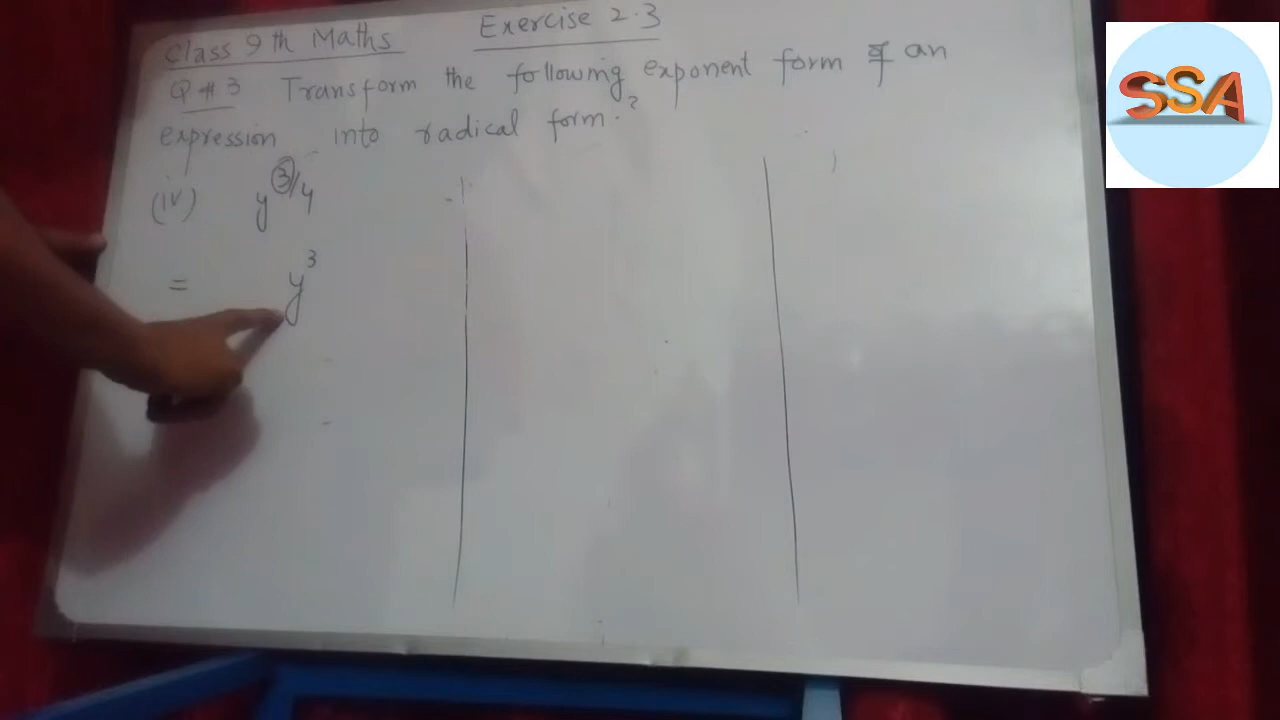 Class 9th Maths Exercise 2.3
Q # 3 Transform the following exponent form of an
expression into radical form.?
(iv) y^3/4
= y^3
SSA